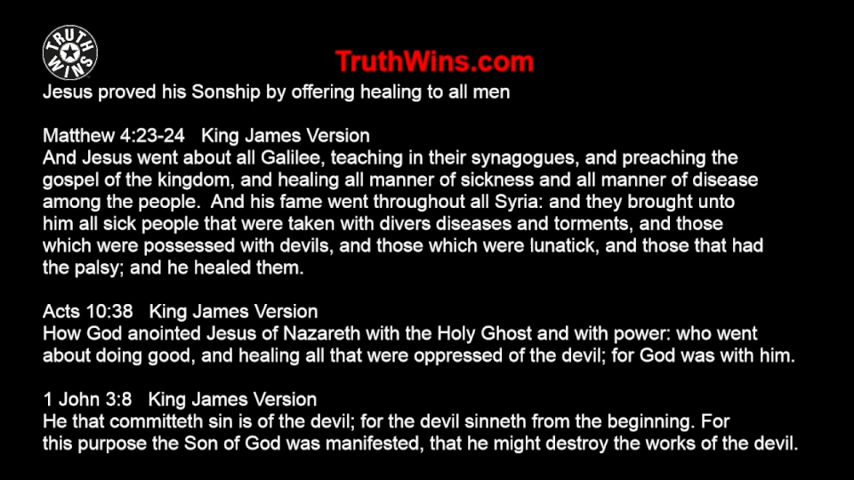 TRUTH
WINS
TruthWins.com
Jesus proved his Sonship by offering healing to all men
Matthew 4:23-24 King James Version
And Jesus went about all Galilee, teaching in their synagogues, and preaching the
gospel of the kingdom, and healing all manner of sickness and all manner of disease
among the people. And his fame went throughout all Syria: and they brought unto
him all sick people that were taken with divers diseases and torments, and those
which were possessed with devils, and those which were lunatick, and those that had
the palsy; and he healed them.
Acts 10:38 King James Version
How God anointed Jesus of Nazareth with the Holy Ghost and with power: who went
about doing good, and healing all that were oppressed of the devil; for God was with him.
1 John 3:8 King James Version
He that committeth sin is of the devil; for the devil sinneth from the beginning. For
this purpose the Son of God was manifested, that he might destroy the works of the devil.